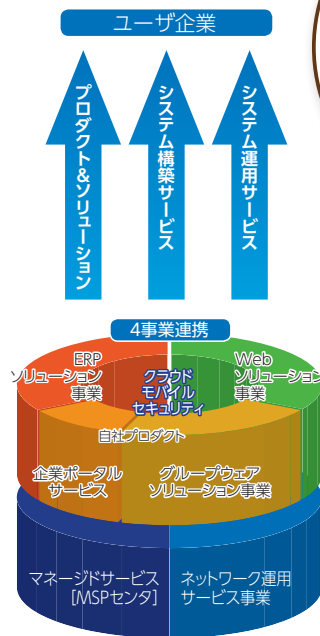 ユーザ企業
プロダクト&ソリューション
システム構築サービス
システム運用サービス
4事業連携
ERP
ソリューション
事業
クラウド
モバイル
セキュリティ
Web
ソリューション
事業
自社プロダクト
企業ポータル
サービス
グループウェア
ソリューション事業
マネージドサービス
[MSPセンタ]
ネットワーク運用
サービス事業